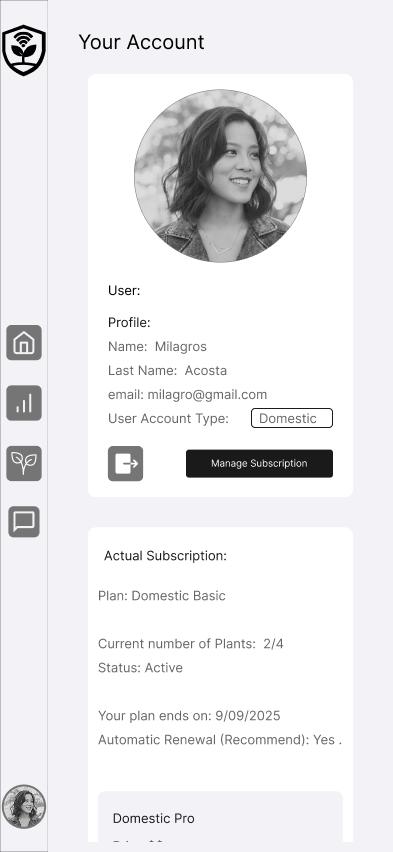 Your Account
User:
Profile:
Name: Milagros
Last Name: Acosta
email: milagro@gmail.com
User Account Type: Domestic
Manage Subscription
Actual Subscription:
Plan: Domestic Basic
Current number of Plants: 2/4
Status: Active
Your plan ends on: 9/09/2025
Automatic Renewal (Recommend): Yes .
Domestic Pro